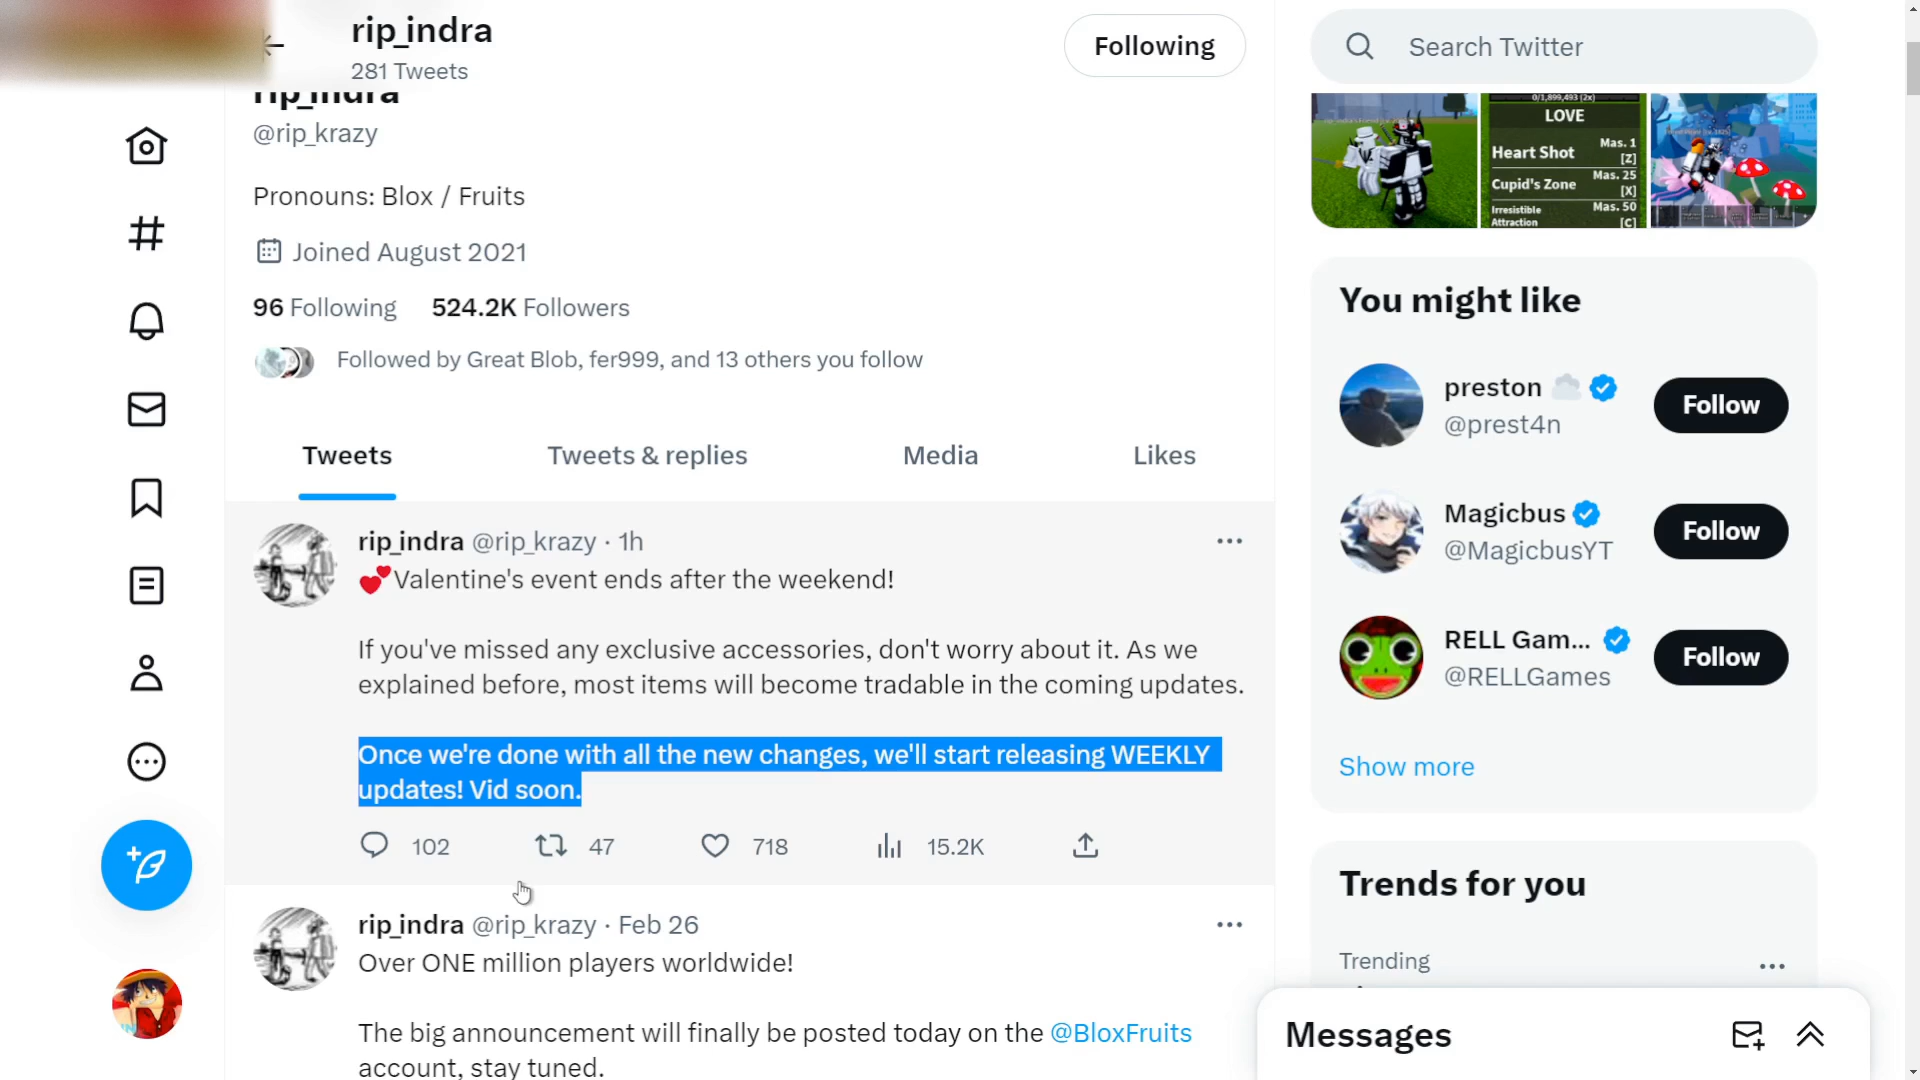 rip_indra
281 Tweets
Following
rip_indra
@rip_krazy
Pronouns: Blox / Fruits
Joined August 2021
96 Following 524.2K Followers
Followed by Great Blob, fer999, and 13 others you follow
Tweets Tweets & replies Media Likes
rip_indra @rip_krazy · 1h
💕Valentine's event ends after the weekend!
If you've missed any exclusive accessories, don't worry about it. As we
explained before, most items will become tradable in the coming updates.
Once we're done with all the new changes, we'll start releasing WEEKLY
updates! Vid soon.
102 47 718 15.2K
rip_indra @rip_krazy · Feb 26
Over ONE million players worldwide!
The big announcement will finally be posted today on the @BloxFruits
account, stay tuned.
Search Twitter
0/1,899,493 (2x)
LOVE
Heart Shot Mas. 1
[Z]
Cupid's Zone Mas. 25
[X]
Irresistible Mas. 50
Attraction [C]
You might like
preston
@prest4n
Follow
Magicbus
@MagicbusYT
Follow
RELL Gam...
@RELLGames
Follow
Show more
Trends for you
Trending
Messages